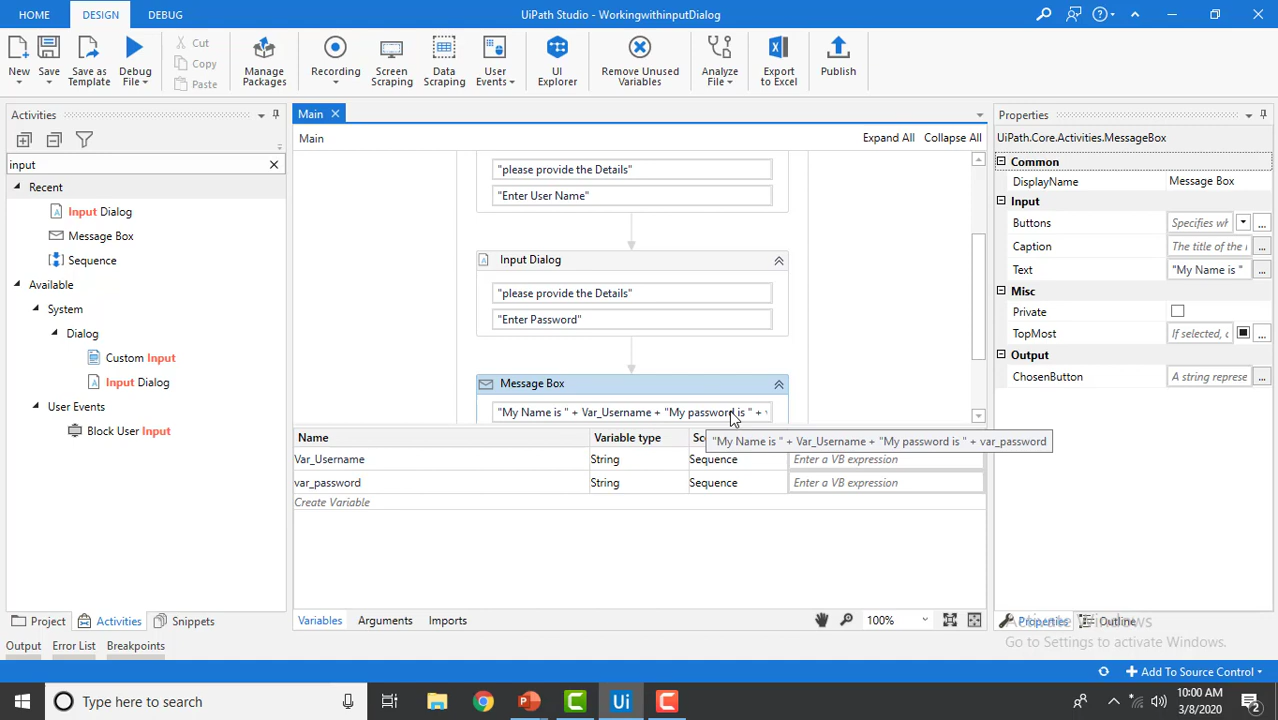 HOME
DESIGN
DEBUG
UiPath Studio - WorkingwithinputDialog
New
Save
Save as
Template
Debug
File
Cut
Copy
Paste
Manage
Packages
Recording
Screen
Scraping
Data
Scraping
User
Events
UI
Explorer
Remove Unused
Variables
Analyze
File
Export
to Excel
Publish
Activities
input
Recent
Input Dialog
Message Box
Sequence
Available
System
Dialog
Custom Input
Input Dialog
User Events
Block User Input
Project
Activities
Snippets
Main
Main
Expand All
Collapse All
"please provide the Details"
"Enter User Name"
Input Dialog
"please provide the Details"
"Enter Password"
Message Box
"My Name is " + Var_Username + "My password is " +
"My Name is " + Var_Username + "My password is " + var_password
Name
Variable type
Var_Username
String
Sequence
Enter a VB expression
var_password
String
Sequence
Enter a VB expression
Create Variable
Variables
Arguments
Imports
100%
Properties
UiPath.Core.Activities.MessageBox
Common
DisplayName
Message Box
Input
Buttons
Specifies wh
Caption
The title of the
Text
"My Name is "
Misc
Private
TopMost
If selected,
Output
ChosenButton
A string represe
Properties
Outline
Activate Windows
Go to Settings to activate Windows.
Output
Error List
Breakpoints
Add To Source Control
Type here to search
Ui
10:00 AM
3/8/2020
2